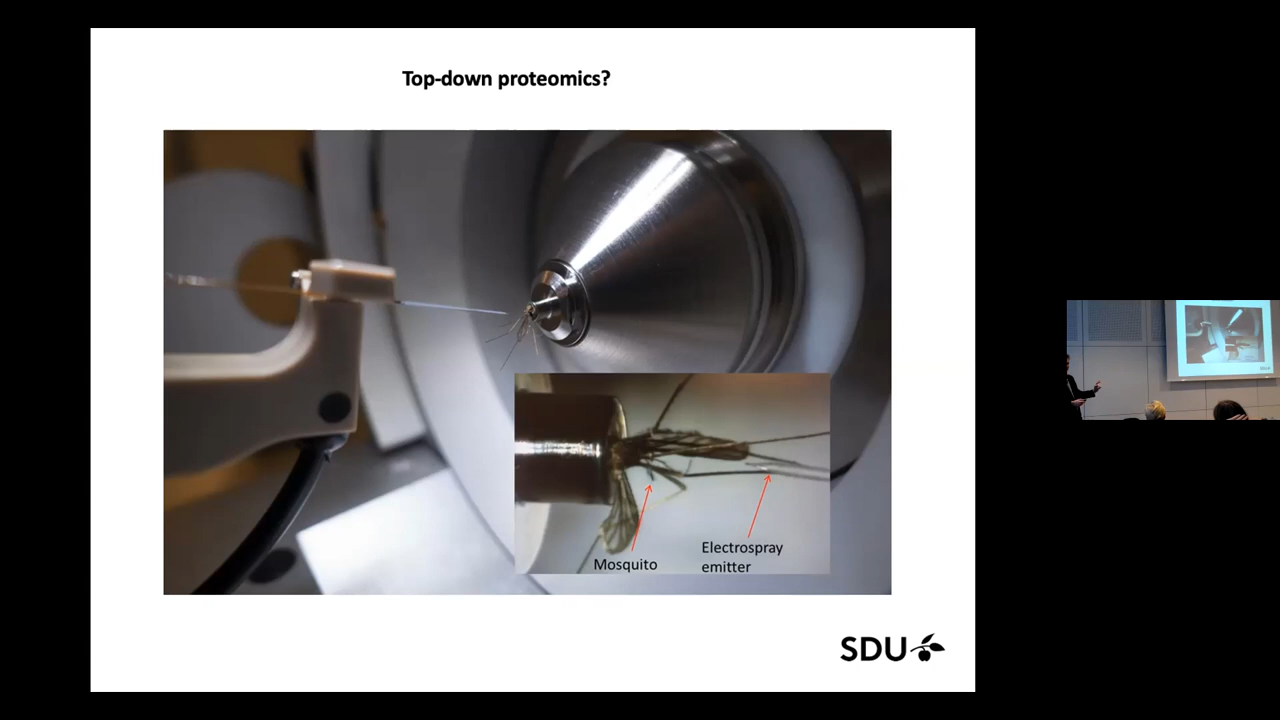 Top-down proteomics?
Mosquito
Electrospray
emitter
SDU